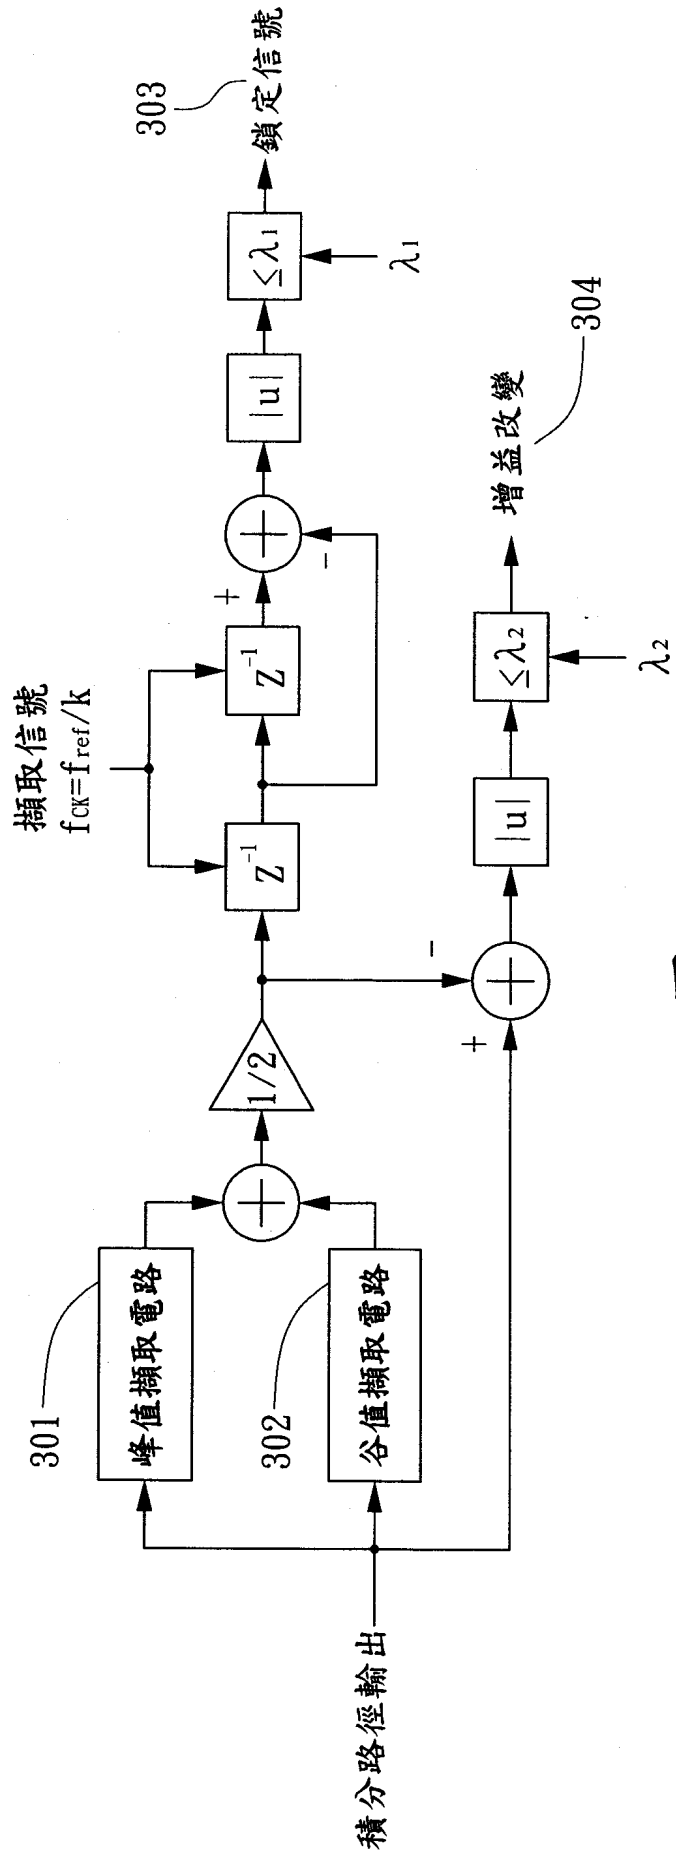 擷取信號
fCK=fref/k
301
峰值擷取電路
302
谷值擷取電路
積分路徑輸出
1/2
Z⁻¹
Z⁻¹
+
-
|u|
≤λ1
λ1
303
鎖定信號
+
-
|u|
≤λ2
λ2
增益改變
304